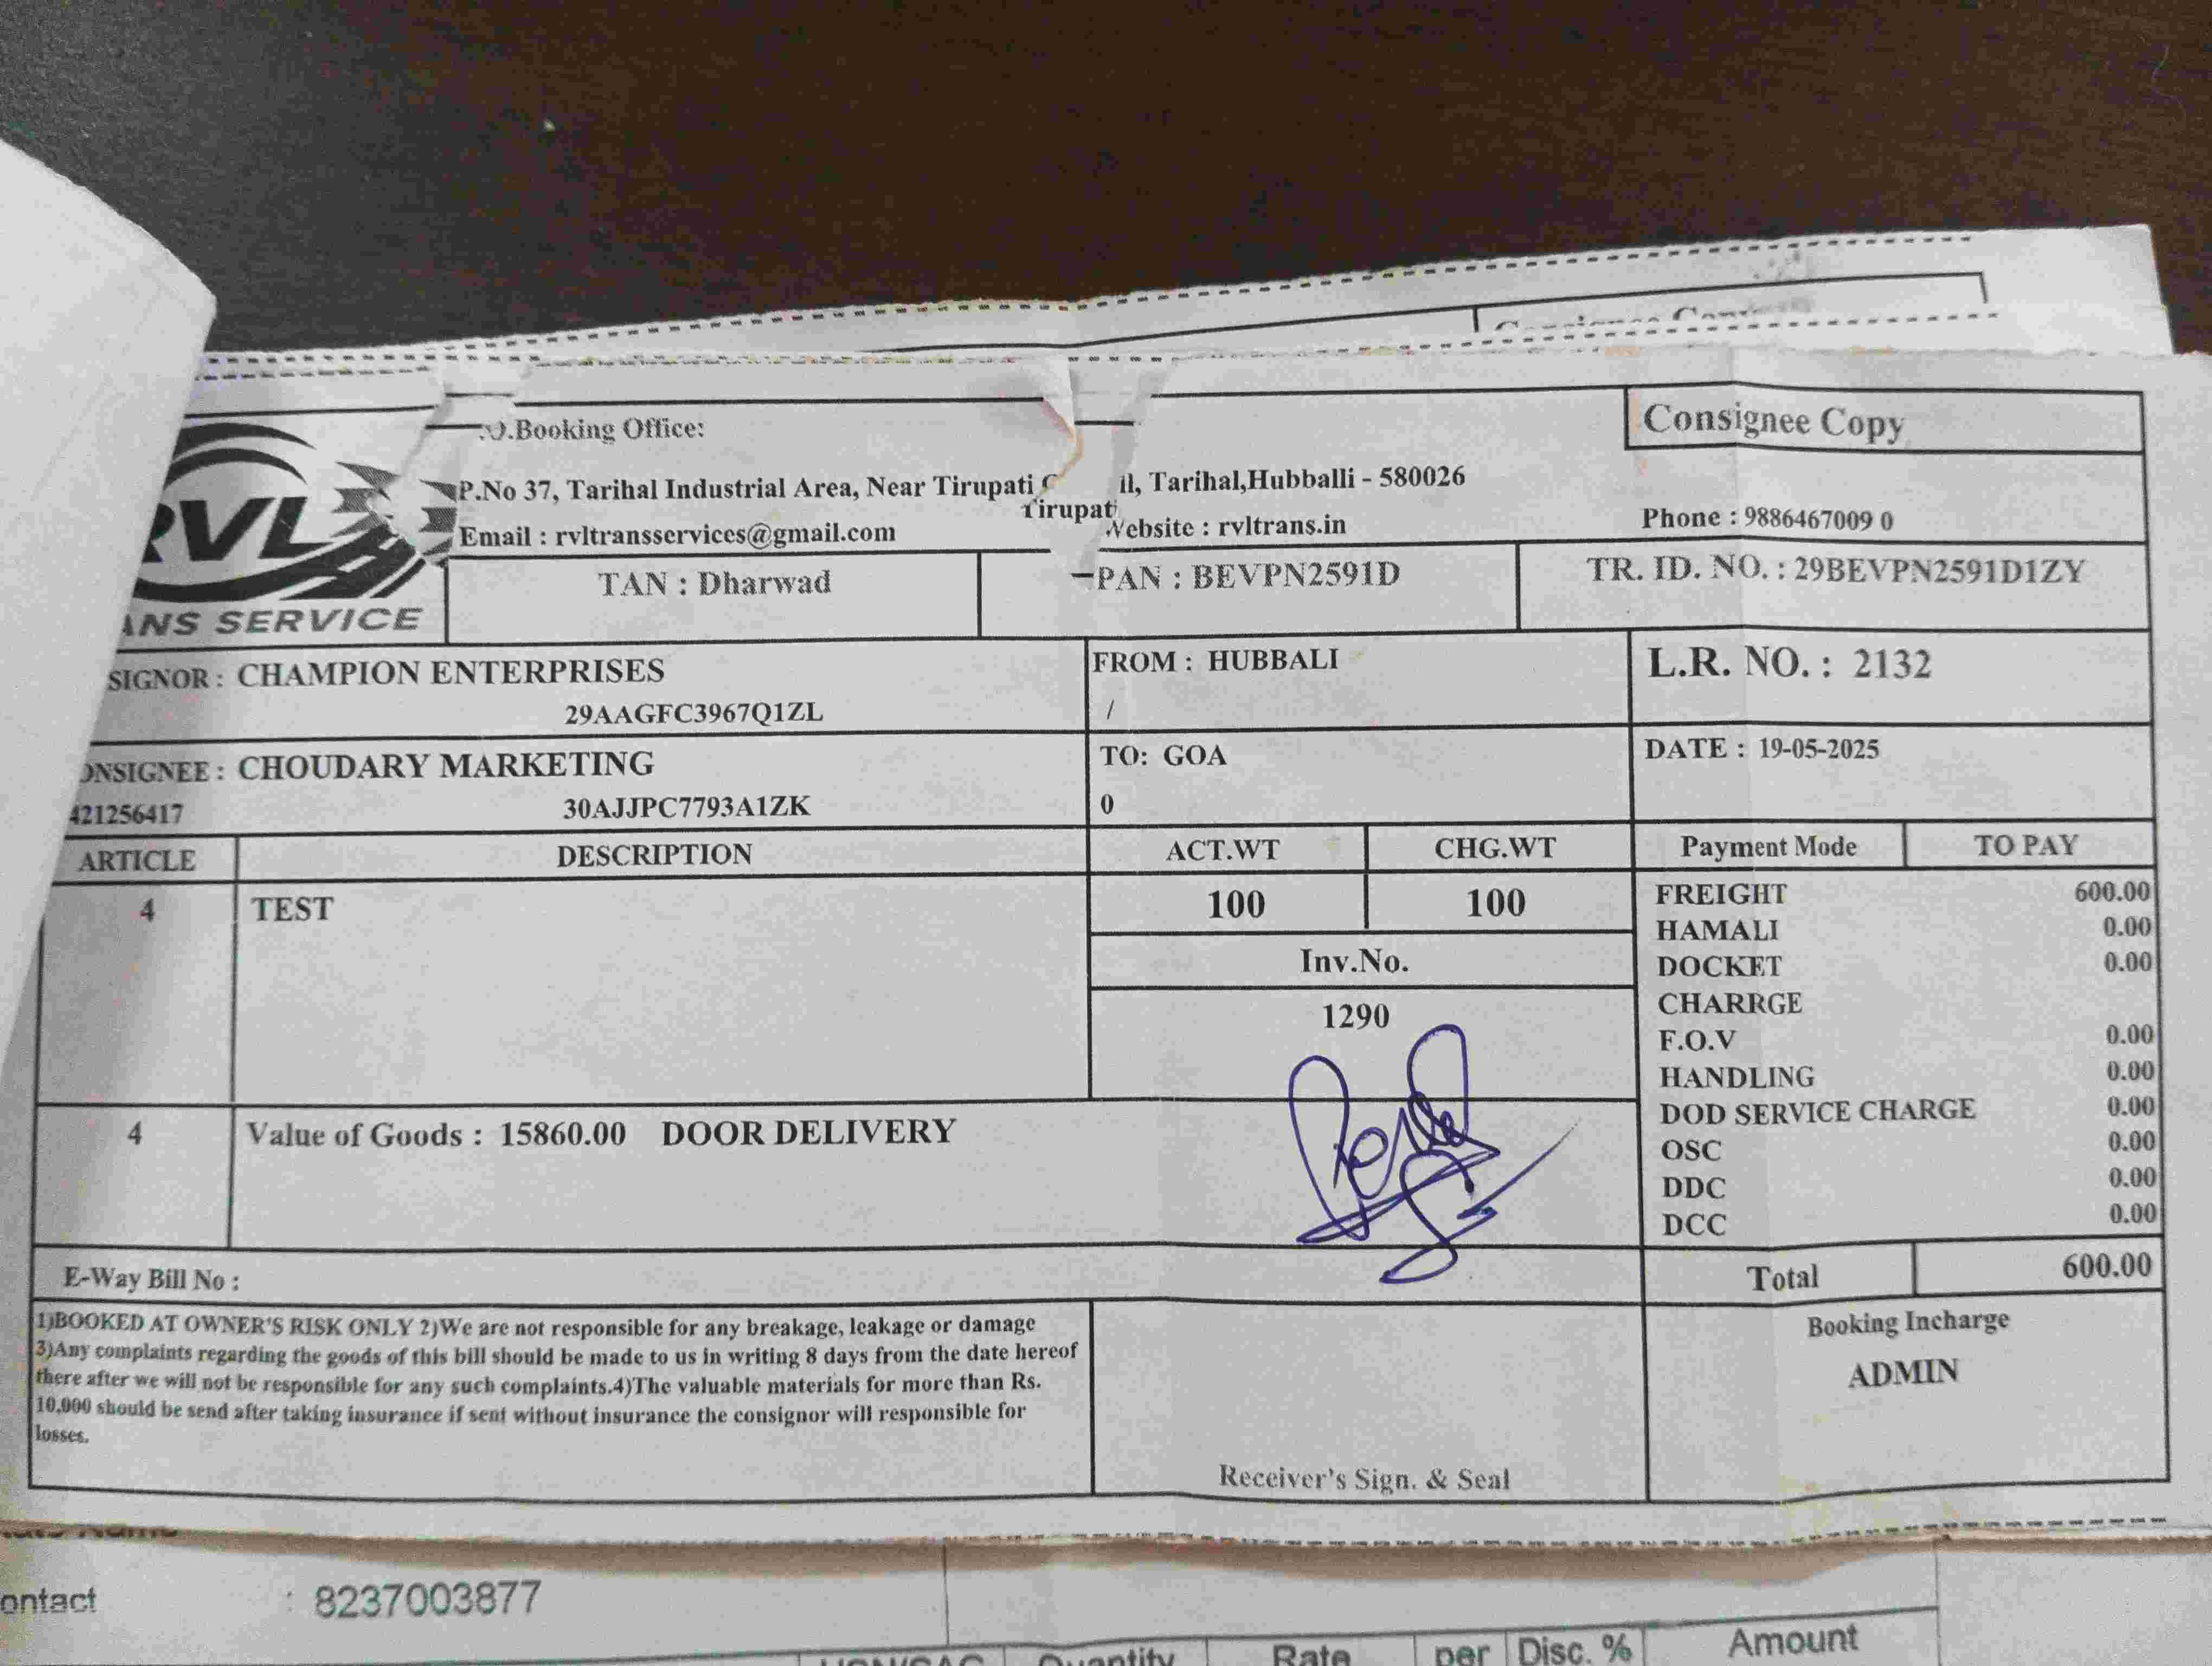 Consignee Copy
Booking Office:
P.No 37, Tarihal Industrial Area, Near Tirupati Tarihal,Hubballi - 580026
Tirupati
Email : rvltransservices@gmail.com Website : rvltrans.in Phone : 9886467009 0
RVL
TRANS SERVICE
TAN : Dharwad PAN : BEVPN2591D TR. ID. NO. : 29BEVPN2591D1ZY
SIGNOR : CHAMPION ENTERPRISES FROM : HUBBALI L.R. NO. : 2132
29AAGFC3967Q1ZL /
ONSIGNEE : CHOUDARY MARKETING TO: GOA DATE : 19-05-2025
421256417 30AJJPC7793A1ZK 0
ARTICLE DESCRIPTION ACT.WT CHG.WT Payment Mode TO PAY
4 TEST 100 100 FREIGHT 600.00
HAMALI 0.00
Inv.No. DOCKET 0.00
CHARRGE
1290 F.O.V 0.00
HANDLING 0.00
4 Value of Goods : 15860.00 DOOR DELIVERY DOD SERVICE CHARGE 0.00
OSC 0.00
DDC 0.00
DCC 0.00
E-Way Bill No : Total 600.00
1)BOOKED AT OWNER'S RISK ONLY 2)We are not responsible for any breakage, leakage or damage
3)Any complaints regarding the goods of this bill should be made to us in writing 8 days from the date hereof
there after we will not be responsible for any such complaints.4)The valuable materials for more than Rs.
10,000 should be send after taking insurance if sent without insurance the consignor will responsible for
losses.
Booking Incharge
ADMIN
Receiver's Sign. & Seal
ontact : 8237003877
Quantity Rate per Disc. % Amount